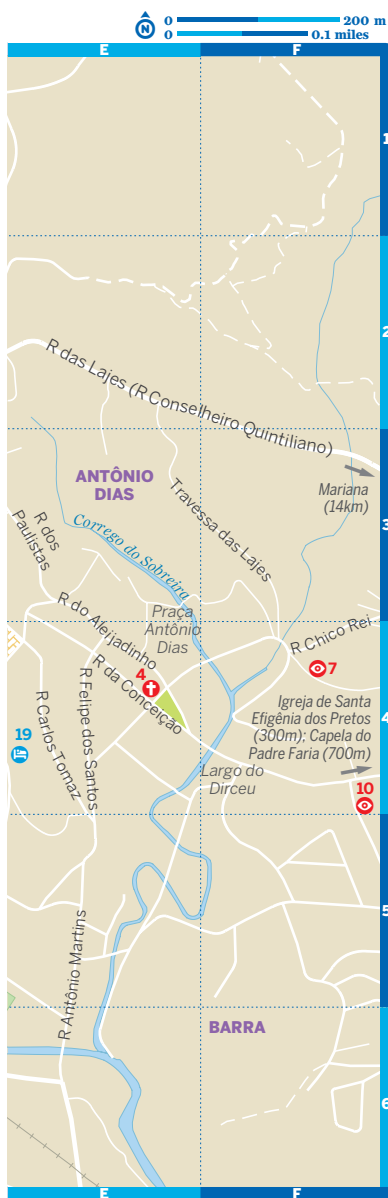 N
0 200 m
0 0.1 miles
E F
1
2
R das Lajes (R Conselheiro Quintiliano)
ANTÔNIO
DIAS
Mariana
(14km)
Travessa das Lajes
R dos
Paulistas
3
Corrego do Sobreira
R do Aleijadinho
Praça
Antônio
Dias
R Chico Rei
7
4
R da Conceição
R Felipe dos Santos
R Carlos Tomaz
Igreja de Santa
Efigênia dos Pretos
(300m); Capela do
Padre Faria (700m)
4
19
Largo do
Dirceu
10
5
R Antônio Martins
BARRA
6
E F